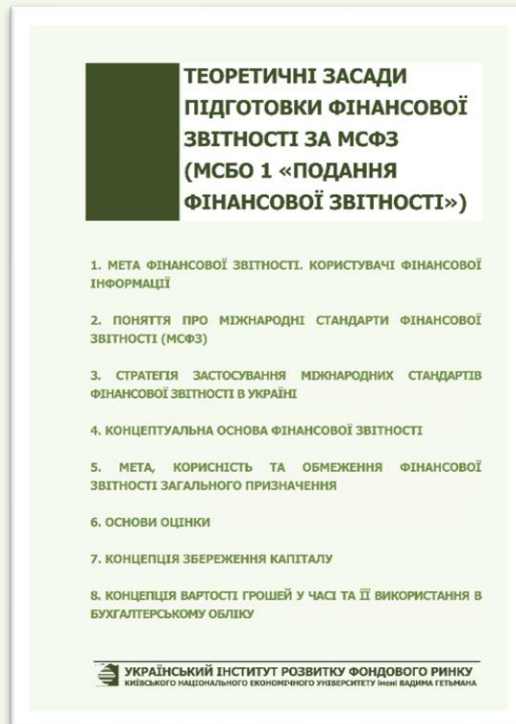 ТЕОРЕТИЧНІ ЗАСАДИ
ПІДГОТОВКИ ФІНАНСОВОЇ
ЗВІТНОСТІ ЗА МСФЗ
(МСБО 1 «ПОДАННЯ
ФІНАНСОВОЇ ЗВІТНОСТІ»)
1. МЕТА ФІНАНСОВОЇ ЗВІТНОСТІ. КОРИСТУВАЧІ ФІНАНСОВОЇ
ІНФОРМАЦІЇ
2. ПОНЯТТЯ ПРО МІЖНАРОДНІ СТАНДАРТИ ФІНАНСОВОЇ
ЗВІТНОСТІ (МСФЗ)
3. СТРАТЕГІЯ ЗАСТОСУВАННЯ МІЖНАРОДНИХ СТАНДАРТІВ
ФІНАНСОВОЇ ЗВІТНОСТІ В УКРАЇНІ
4. КОНЦЕПТУАЛЬНА ОСНОВА ФІНАНСОВОЇ ЗВІТНОСТІ
5. МЕТА, КОРИСНІСТЬ ТА ОБМЕЖЕННЯ ФІНАНСОВОЇ
ЗВІТНОСТІ ЗАГАЛЬНОГО ПРИЗНАЧЕННЯ
6. ОСНОВИ ОЦІНКИ
7. КОНЦЕПЦІЯ ЗБЕРЕЖЕННЯ КАПІТАЛУ
8. КОНЦЕПЦІЯ ВАРТОСТІ ГРОШЕЙ У ЧАСІ ТА ЇЇ ВИКОРИСТАННЯ В
БУХГАЛТЕРСЬКОМУ ОБЛІКУ
УКРАЇНСЬКИЙ ІНСТИТУТ РОЗВИТКУ ФОНДОВОГО РИНКУ
КИЇВСЬКОГО НАЦІОНАЛЬНОГО ЕКОНОМІЧНОГО УНІВЕРСИТЕТУ імені ВАДИМА ГЕТЬМАНА